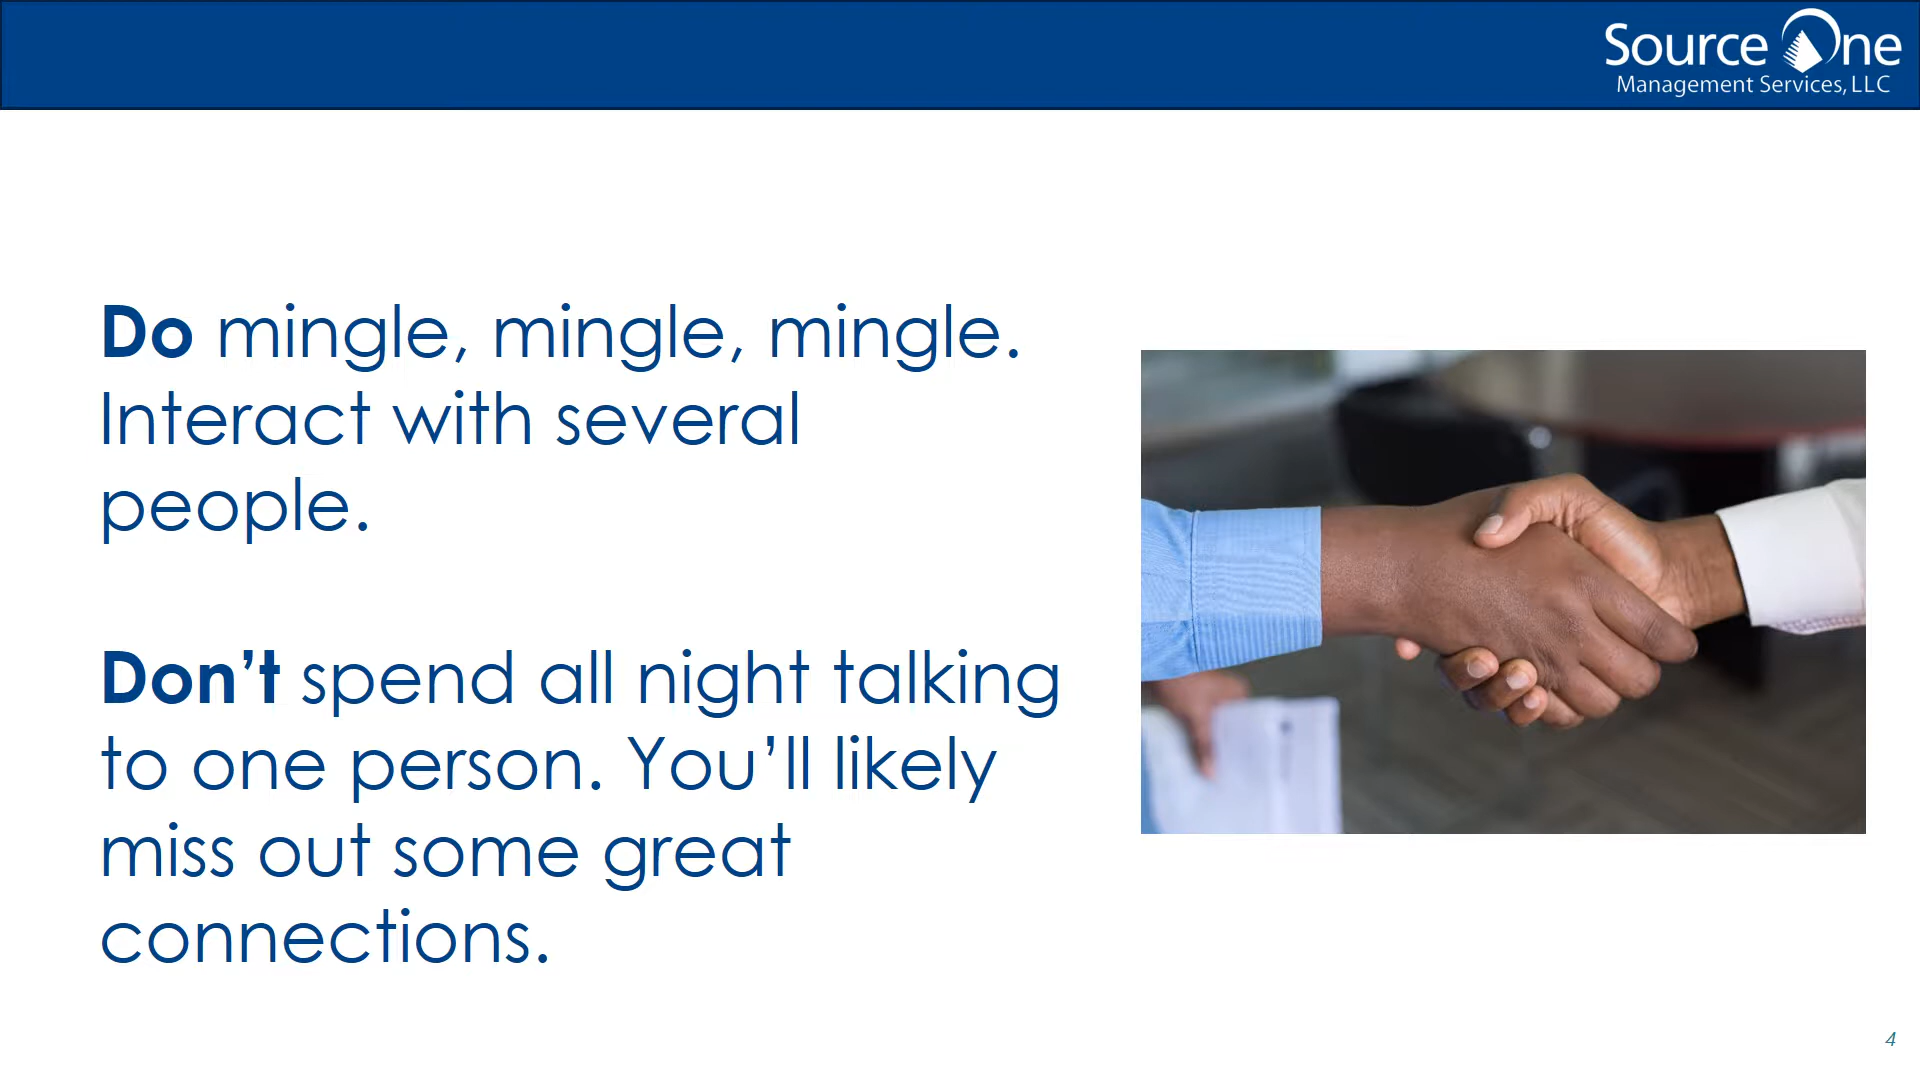 Source One
Management Services, LLC
Do mingle, mingle, mingle.
Interact with several
people.
Don’t spend all night talking
to one person. You’ll likely
miss out some great
connections.
4